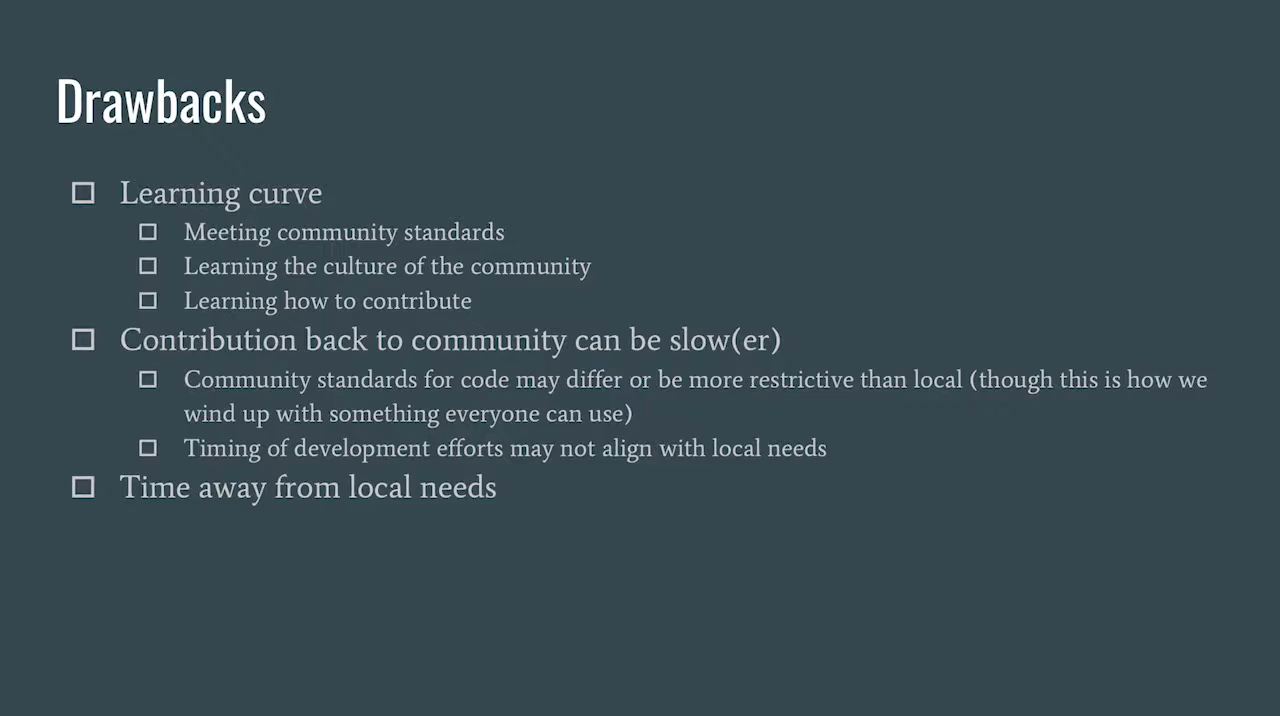 Drawbacks
Learning curve
Meeting community standards
Learning the culture of the community
Learning how to contribute
Contribution back to community can be slow(er)
Community standards for code may differ or be more restrictive than local (though this is how we
wind up with something everyone can use)
Timing of development efforts may not align with local needs
Time away from local needs